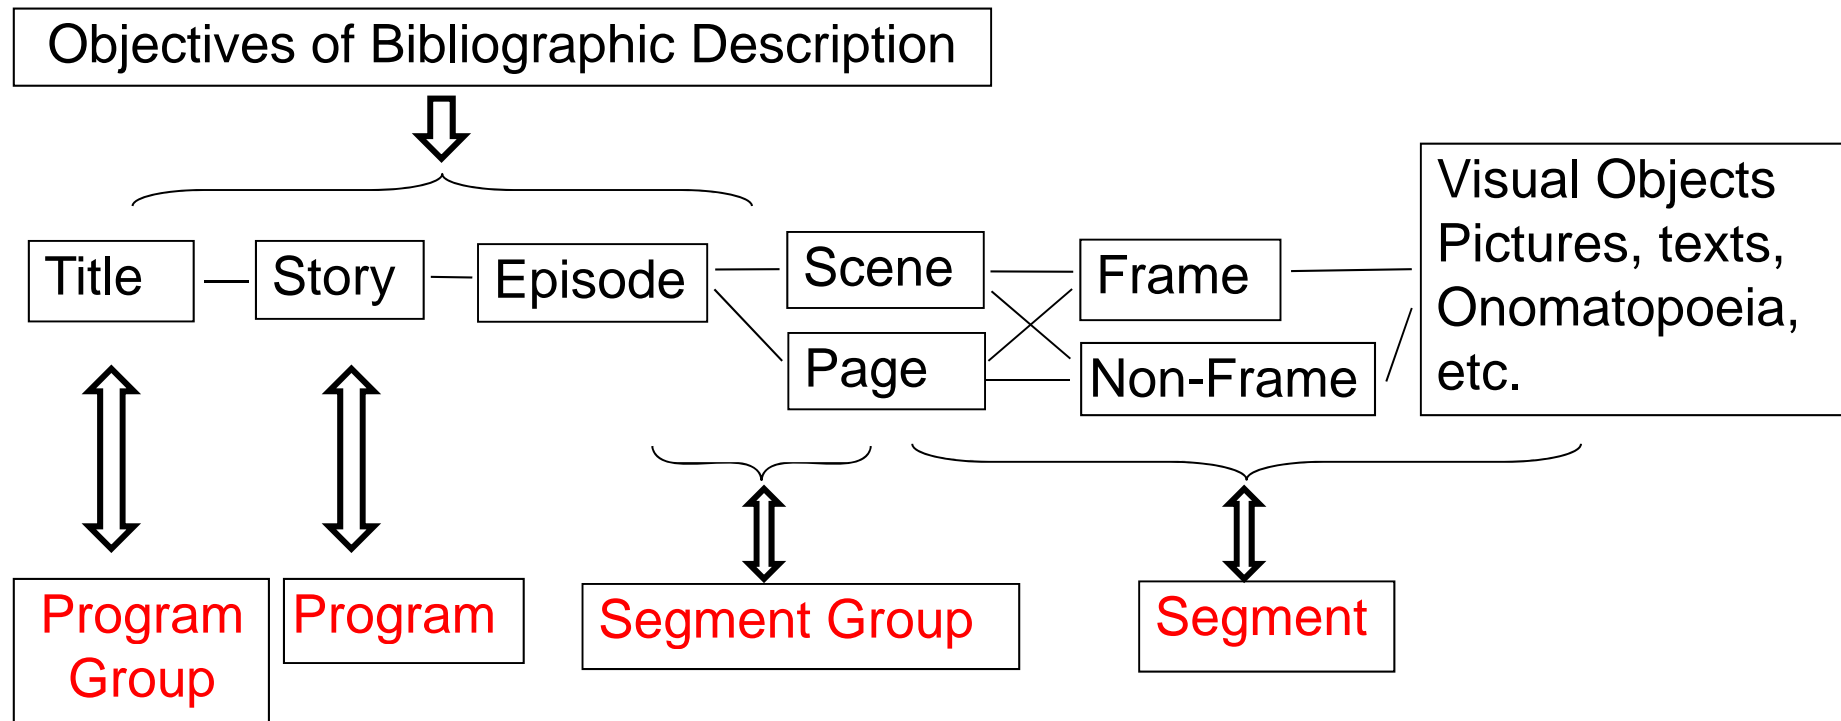 Objectives of Bibliographic Description
Title
Story
Episode
Scene
Page
Frame
Non-Frame
Visual Objects
Pictures, texts,
Onomatopoeia,
etc.
Program
Group
Program
Segment Group
Segment